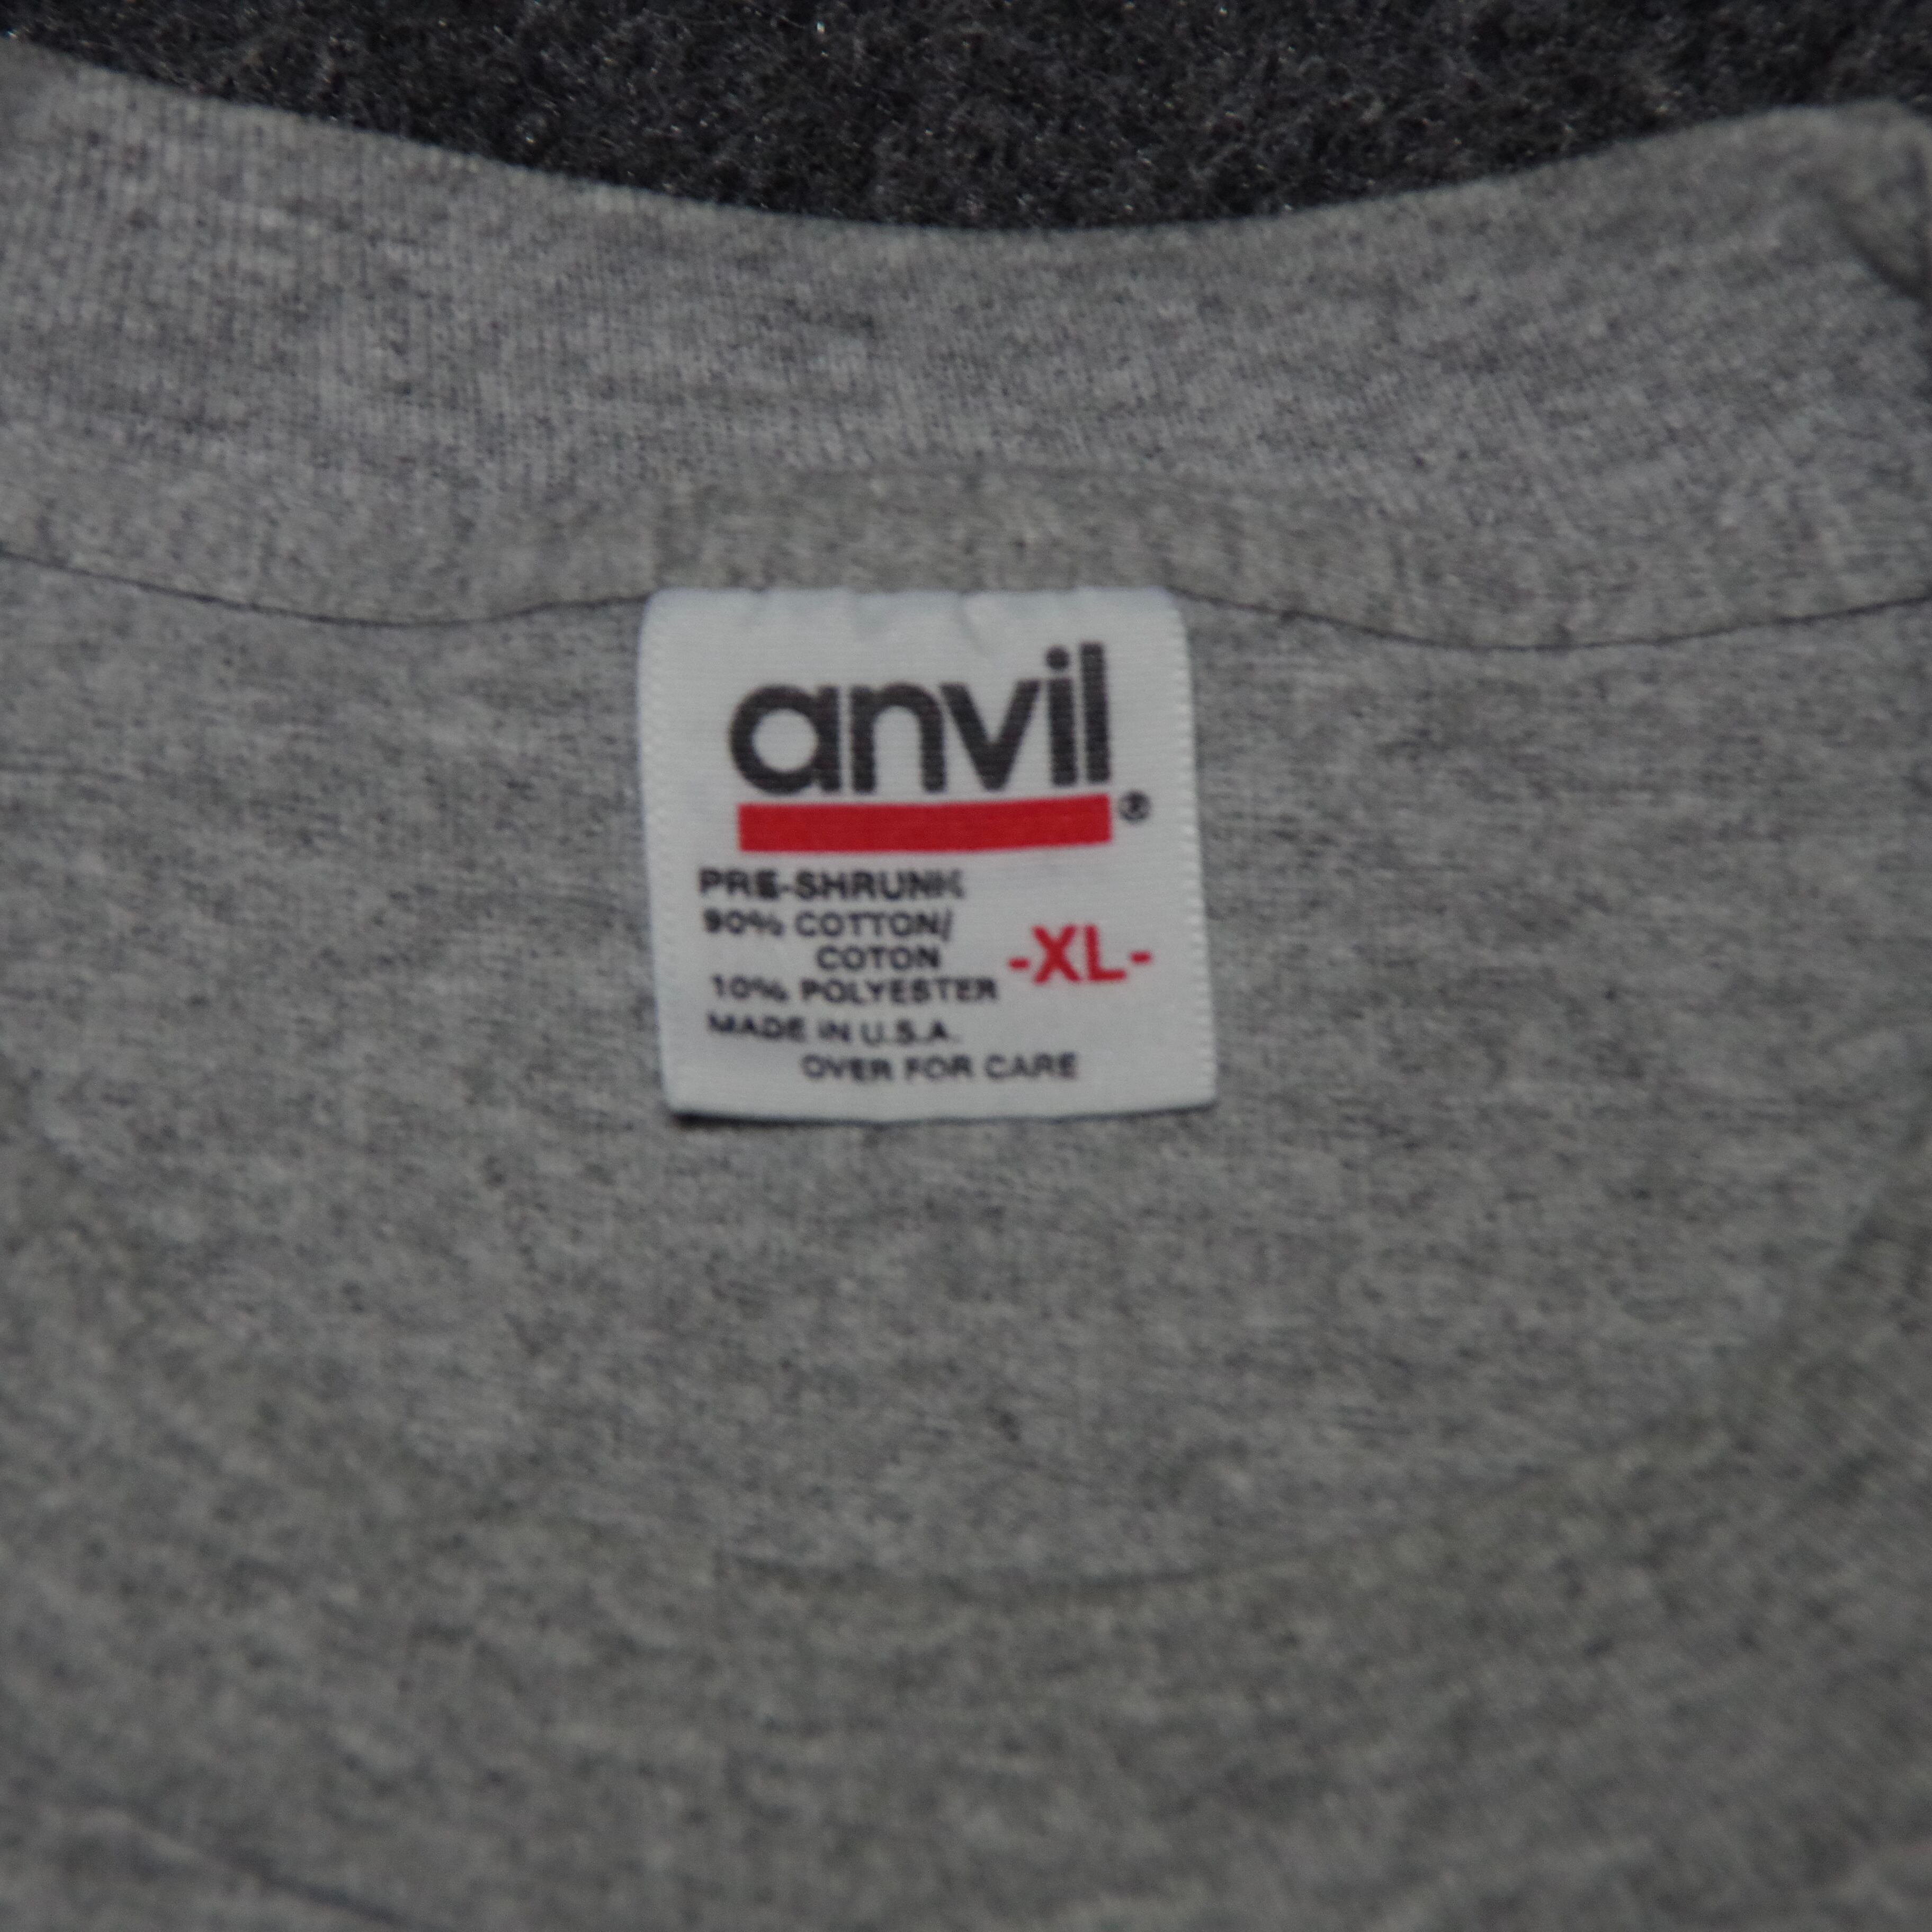 anvil®
PRE-SHRUNK
90% COTTON/
COTON
-XL-
10% POLYESTER
MADE IN U.S.A.
OVER FOR CARE